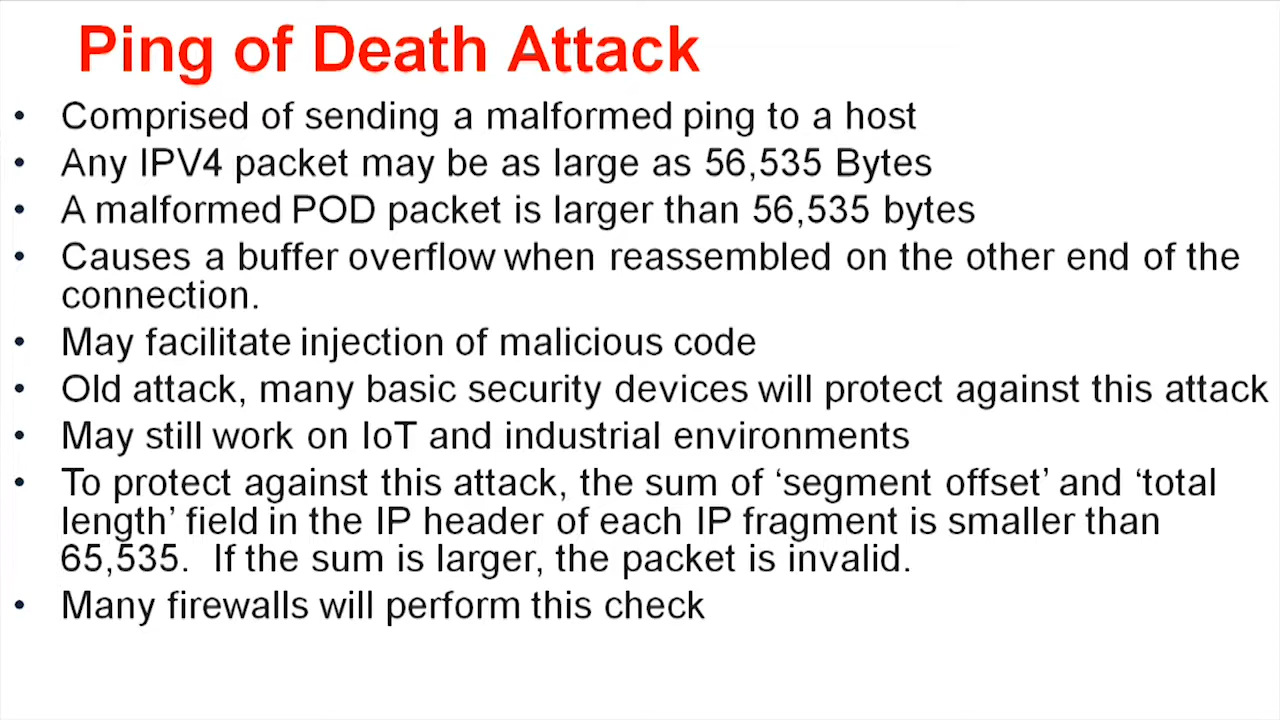 Ping of Death Attack
• Comprised of sending a malformed ping to a host
• Any IPV4 packet may be as large as 56,535 Bytes
• A malformed POD packet is larger than 56,535 bytes
• Causes a buffer overflow when reassembled on the other end of the
connection.
• May facilitate injection of malicious code
• Old attack, many basic security devices will protect against this attack
• May still work on IoT and industrial environments
• To protect against this attack, the sum of ‘segment offset’ and ‘total
length’ field in the IP header of each IP fragment is smaller than
65,535.  If the sum is larger, the packet is invalid.
• Many firewalls will perform this check